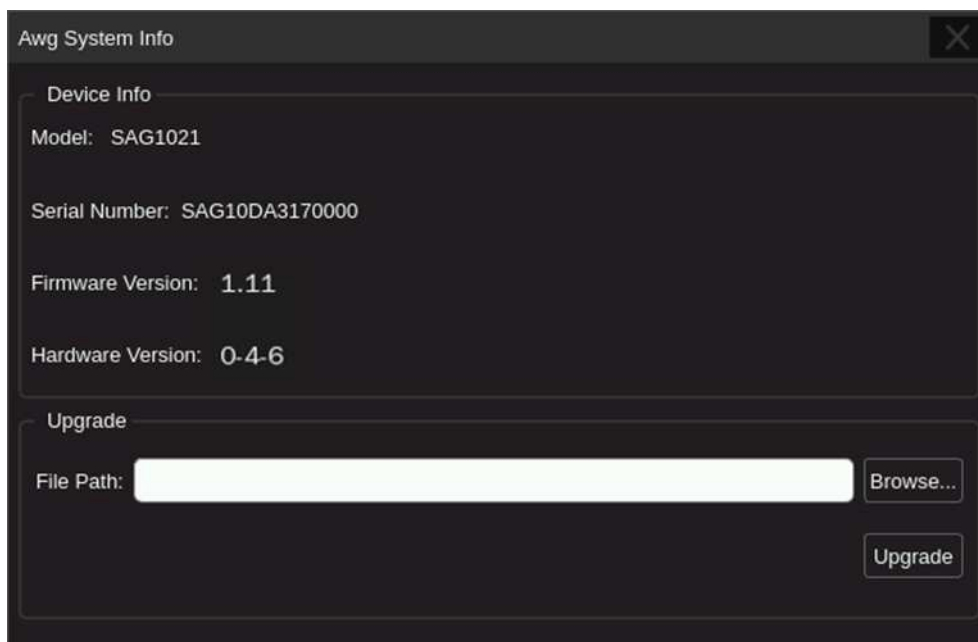 Awg System Info
Device Info
Model: SAG1021
Serial Number: SAG10DA3170000
Firmware Version: 1.11
Hardware Version: 0-4-6
Upgrade
File Path: Browse...
Upgrade